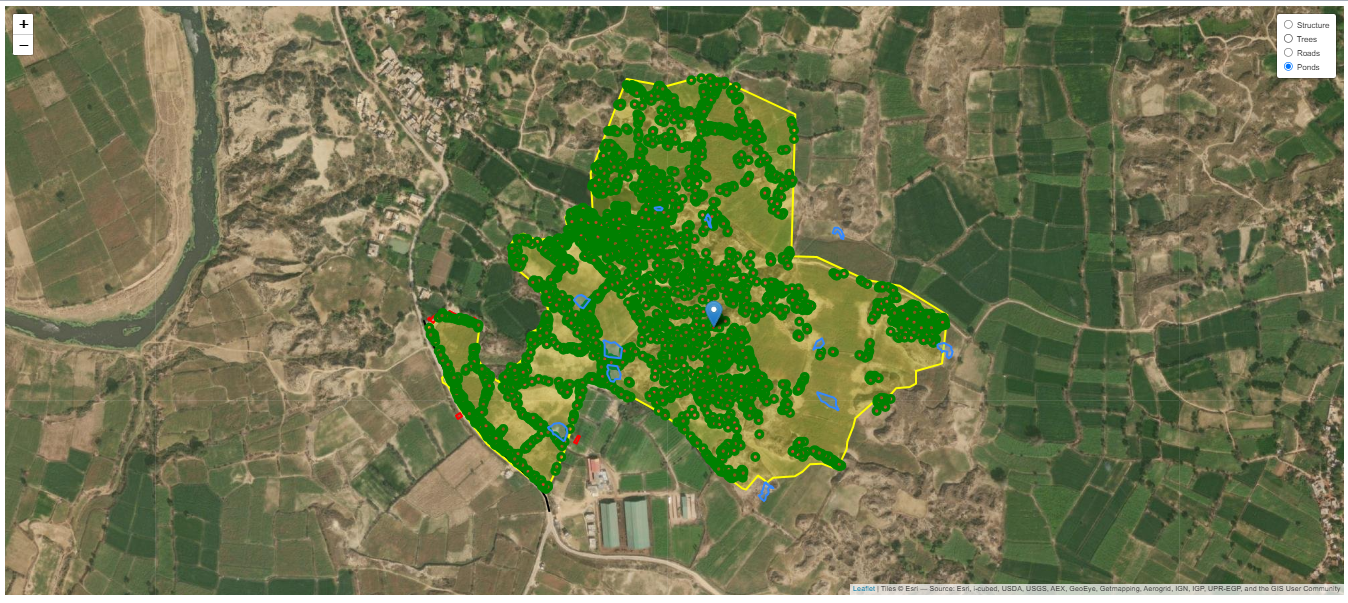 +
−
Structure
Trees
Roads
Ponds
Leaflet | Tiles © Esri — Source: Esri, i-cubed, USDA, USGS, AEX, GeoEye, Getmapping, Aerogrid, IGN, IGP, UPR-EGP, and the GIS User Community